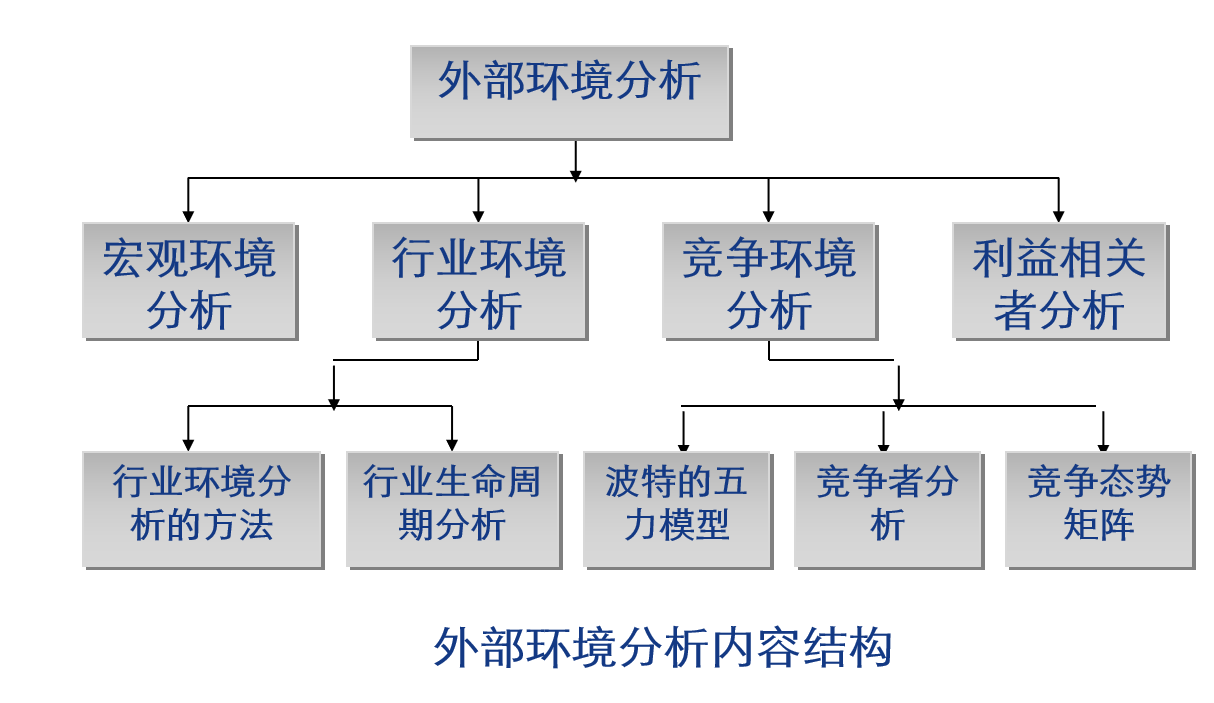 外部环境分析
宏观环境
分析
行业环境
分析
竞争环境
分析
利益相关
者分析
行业环境分
析的方法
行业生命周
期分析
波特的五
力模型
竞争者分
析
竞争态势
矩阵
外部环境分析内容结构